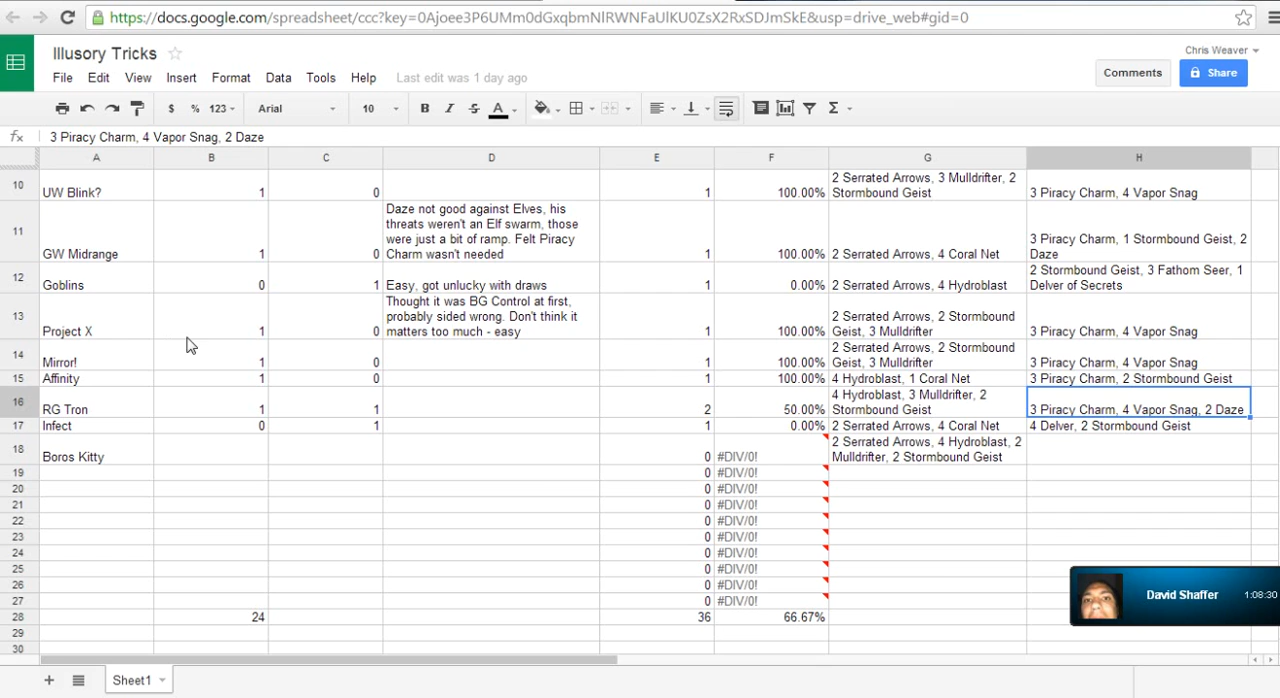 https://docs.google.com/spreadsheet/ccc?key=0Ajoee3P6UMm0dGxqbmNlRWNFaUlKU0ZsX2RxSDJmSkE&usp=drive_web#gid=0
Illusory Tricks
Chris Weaver
File Edit View Insert Format Data Tools Help Last edit was 1 day ago
Comments Share
$ % 123 Arial 10 B I S A Σ
fx 3 Piracy Charm, 4 Vapor Snag, 2 Daze
A B C D E F G H
2 Serrated Arrows, 3 Mulldrifter, 2
10 UW Blink? 1 0 1 100.00% Stormbound Geist 3 Piracy Charm, 4 Vapor Snag
Daze not good against Elves, his
threats weren't an Elf swarm, those
were just a bit of ramp. Felt Piracy 3 Piracy Charm, 1 Stormbound Geist, 2
11 GW Midrange 1 0 Charm wasn't needed 1 100.00% 2 Serrated Arrows, 4 Coral Net Daze
2 Stormbound Geist, 3 Fathom Seer, 1
12 Goblins 0 1 Easy, got unlucky with draws 1 0.00% 2 Serrated Arrows, 4 Hydroblast Delver of Secrets
Thought it was BG Control at first,
probably sided wrong. Don't think it 2 Serrated Arrows, 2 Stormbound
13 Project X 1 0 matters too much - easy 1 100.00% Geist, 3 Mulldrifter 3 Piracy Charm, 4 Vapor Snag
2 Serrated Arrows, 2 Stormbound
14 Mirror! 1 0 1 100.00% Geist, 3 Mulldrifter 3 Piracy Charm, 4 Vapor Snag
15 Affinity 1 0 1 100.00% 4 Hydroblast, 1 Coral Net 3 Piracy Charm, 2 Stormbound Geist
4 Hydroblast, 3 Mulldrifter, 2
16 RG Tron 1 1 2 50.00% Stormbound Geist 3 Piracy Charm, 4 Vapor Snag, 2 Daze
17 Infect 0 1 1 0.00% 2 Serrated Arrows, 4 Coral Net 4 Delver, 2 Stormbound Geist
2 Serrated Arrows, 4 Hydroblast, 2
18 Boros Kitty 0 #DIV/0! Mulldrifter, 2 Stormbound Geist
19 0 #DIV/0!
20 0 #DIV/0!
21 0 #DIV/0!
22 0 #DIV/0!
23 0 #DIV/0!
24 0 #DIV/0!
25 0 #DIV/0!
26 0 #DIV/0!
27 0 #DIV/0!
28 24 36 66.67%
29
30
David Shaffer 1:08:30
Sheet1